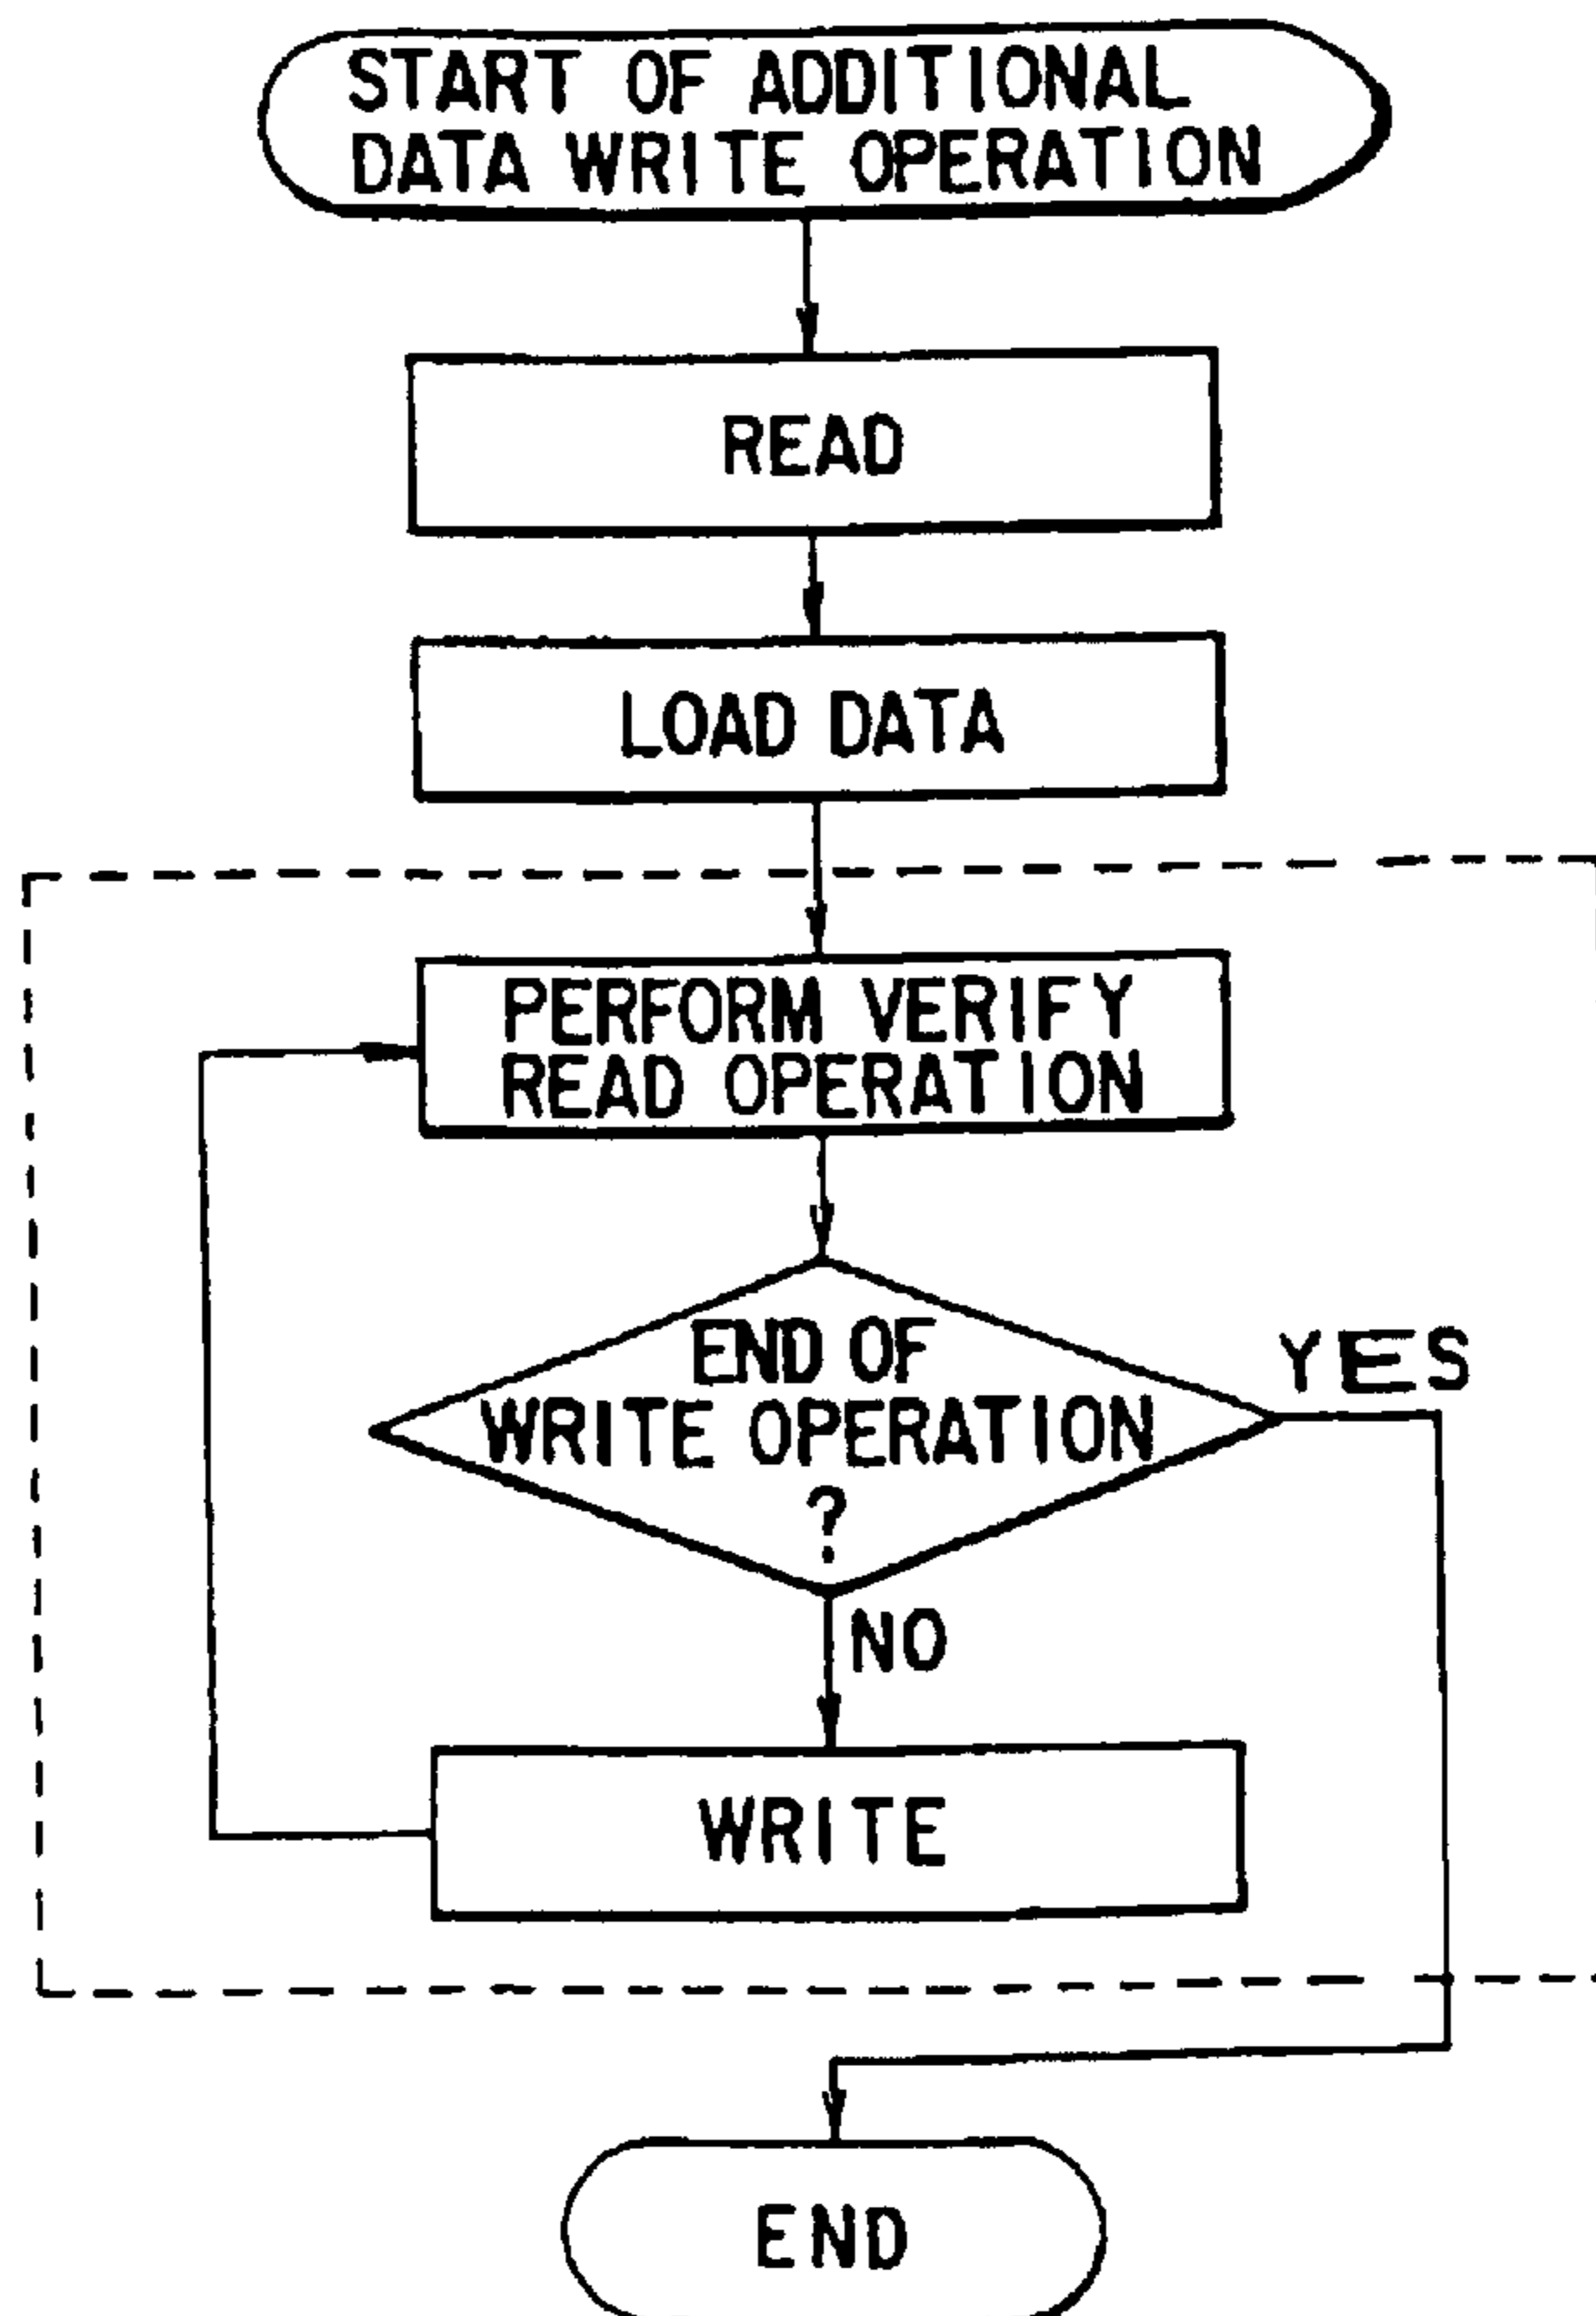 START OF ADDITIONAL
DATA WRITE OPERATION
READ
LOAD DATA
PERFORM VERIFY
READ OPERATION
END OF
WRITE OPERATION
?
YES
NO
WRITE
END